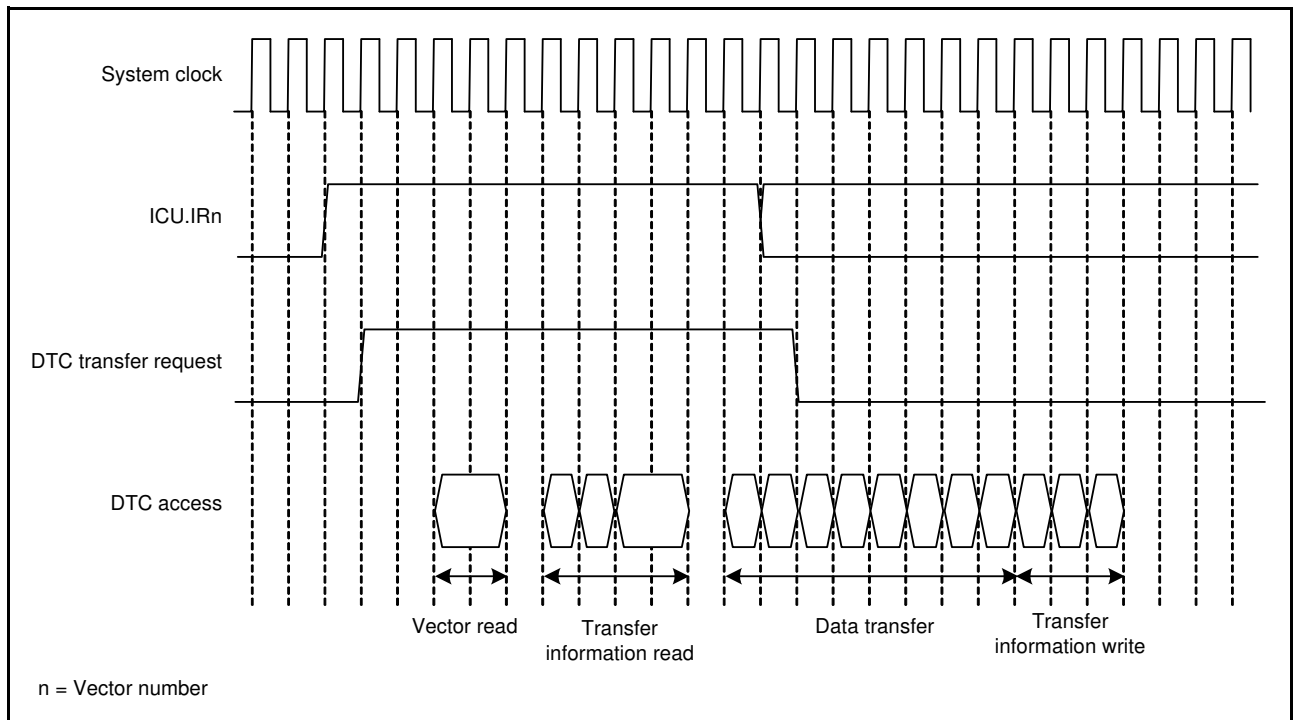 System clock
ICU.IRn
DTC transfer request
DTC access
Vector read
Transfer
information read
Data transfer
Transfer
information write
n = Vector number